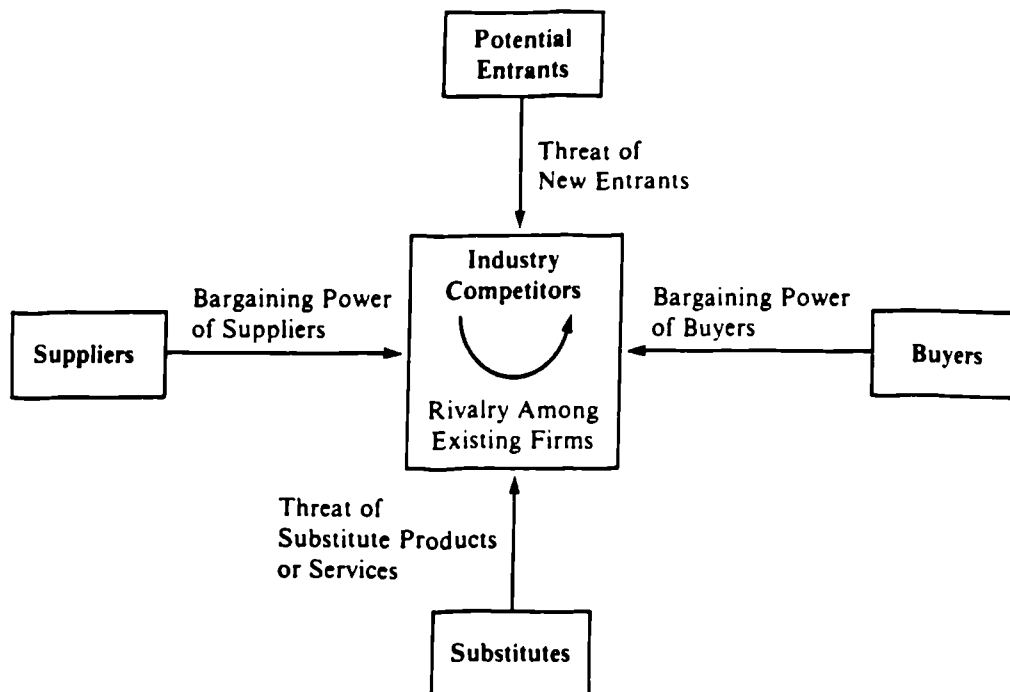 Potential
Entrants
Threat of
New Entrants
Industry
Competitors
Bargaining Power
of Suppliers
Bargaining Power
of Buyers
Suppliers
Buyers
Rivalry Among
Existing Firms
Threat of
Substitute Products
or Services
Substitutes